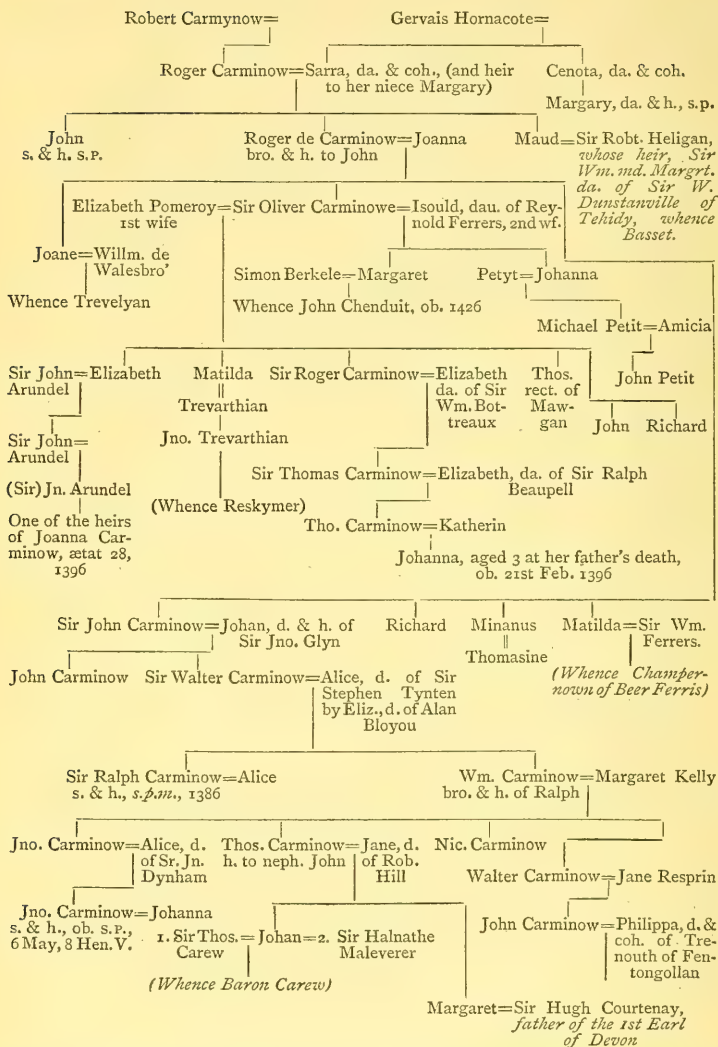 Robert Carmynow= Gervais Hornacote=
Roger Carminow=Sarra, da. & coh., (and heir Cenota, da. & coh.
to her niece Margary)
Margary, da. & h., s.p.
John Roger de Carminow=Joanna Maud=Sir Robt. Heligan,
s. & h. s.p. bro. & h. to John whose heir, Sir
Wm. md. Margrt.
da. of Sir W.
Dunstanville of
Tehidy, whence
Basset.
Elizabeth Pomeroy=Sir Oliver Carminowe=Isould, dau. of Rey-
1st wife nold Ferrers, 2nd wf.
Joane=Willm. de
Walesbro'
Simon Berkele=Margaret Petyt=Johanna
Whence Trevelyan Whence John Chenduit, ob. 1426
Michael Petit=Amicia
John Petit
Sir John=Elizabeth Matilda Sir Roger Carminow=Elizabeth Thos.
Arundel || da. of Sir rect. of
Trevarthian Wm. Bot- Maw-
treaux gan John Richard
Sir John= Jno. Trevarthian
Arundel
Sir Thomas Carminow=Elizabeth, da. of Sir Ralph
Beaupell
(Sir) Jn. Arundel (Whence Reskymer)
One of the heirs Tho. Carminow=Katherin
of Joanna Car-
minow, ætat 28, Johanna, aged 3 at her father's death,
1396 ob. 21st Feb. 1396
Sir John Carminow=Johan, d. & h. of Richard Minanus Matilda=Sir Wm.
Sir Jno. Glyn || Ferrers.
Thomasine
John Carminow Sir Walter Carminow=Alice, d. of Sir (Whence Champer-
Stephen Tynten nown of Beer Ferris)
by Eliz., d. of Alan
Bloyou
Sir Ralph Carminow=Alice Wm. Carminow=Margaret Kelly
s. & h., s.p.m., 1386 bro. & h. of Ralph
Jno. Carminow=Alice, d. Thos. Carminow=Jane, d. Nic. Carminow
of Sr. Jn. h. to neph. John of Rob.
Dynham Hill Walter Carminow=Jane Resprin
Jno. Carminow=Johanna
s. & h., ob. s.p., 1. Sir Thos.=Johan=2. Sir Halnathe John Carminow=Philippa, d. &
6 May, 8 Hen. V. Carew Maleverer coh. of Tre-
nouth of Fen-
(Whence Baron Carew) tongollan
Margaret=Sir Hugh Courtenay,
father of the 1st Earl
of Devon